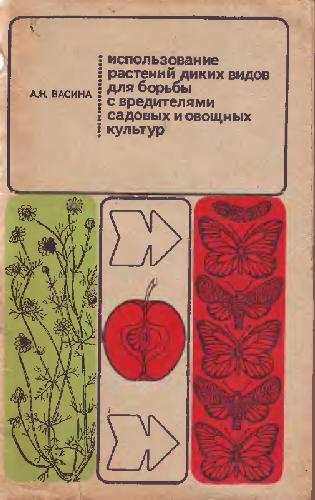 А.Н. ВАСИНА
использование
растений диких видов
для борьбы
с вредителями
садовых и овощных
культур